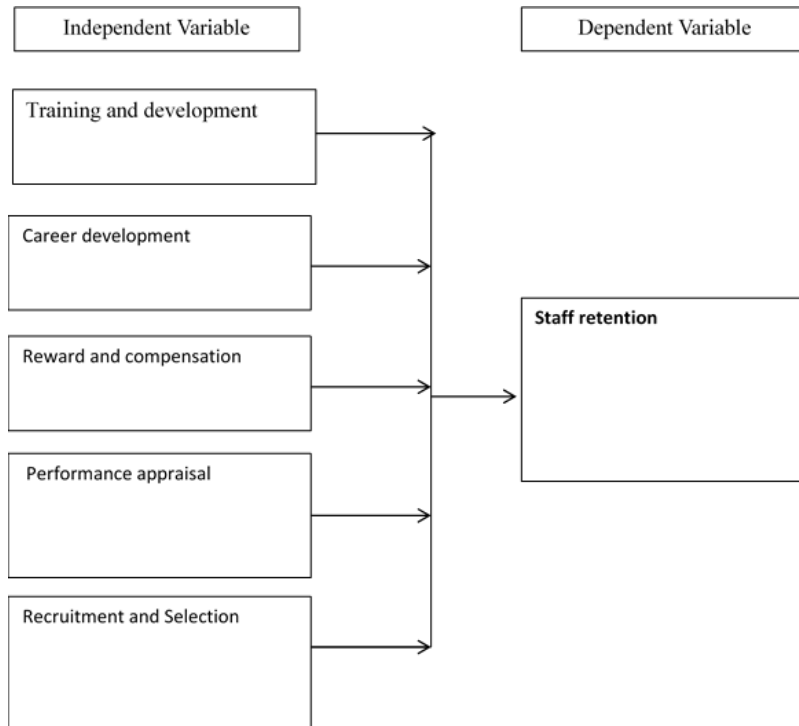 Independent Variable
Dependent Variable
Training and development
Career development
Staff retention
Reward and compensation
Performance appraisal
Recruitment and Selection